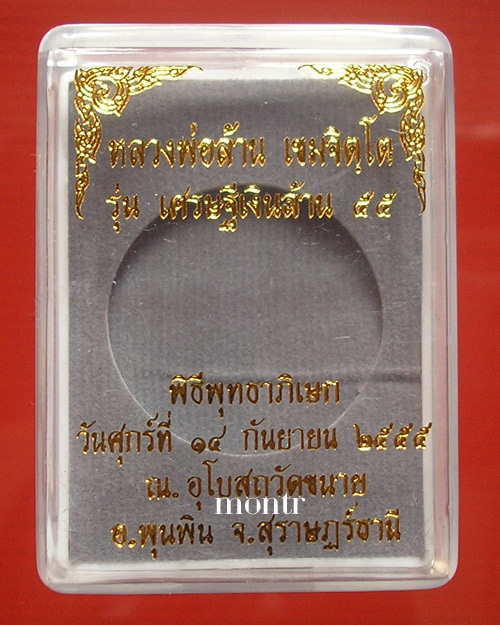 หลวงพ่อส้าน เขมจิตฺโต
รุ่น เศรษฐีเงินล้าน ๕๕
พิธีพุทธาภิเษก
วันศุกร์ที่ ๑๔ กันยายน ๒๕๕๕
ณ. อุโบสถวัดขนาย
montr
อ.พุนพิน จ.สุราษฏร์ธานี